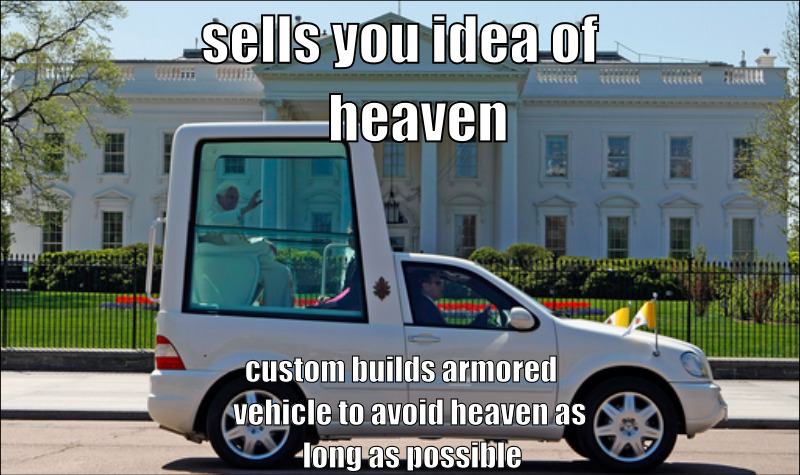 sells you idea of
heaven
custom builds armored
vehicle to avoid heaven as
long as possible